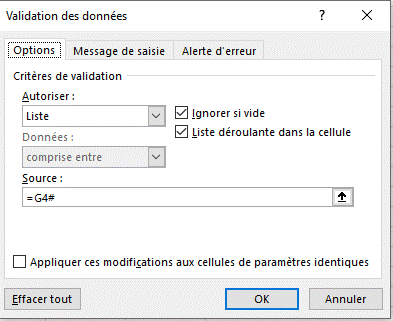 Validation des données
?
Options Message de saisie Alerte d'erreur
Critères de validation
Autoriser :
Liste
Ignorer si vide
Données :
Liste déroulante dans la cellule
comprise entre
Source :
=G4#
Appliquer ces modifications aux cellules de paramètres identiques
Effacer tout OK Annuler